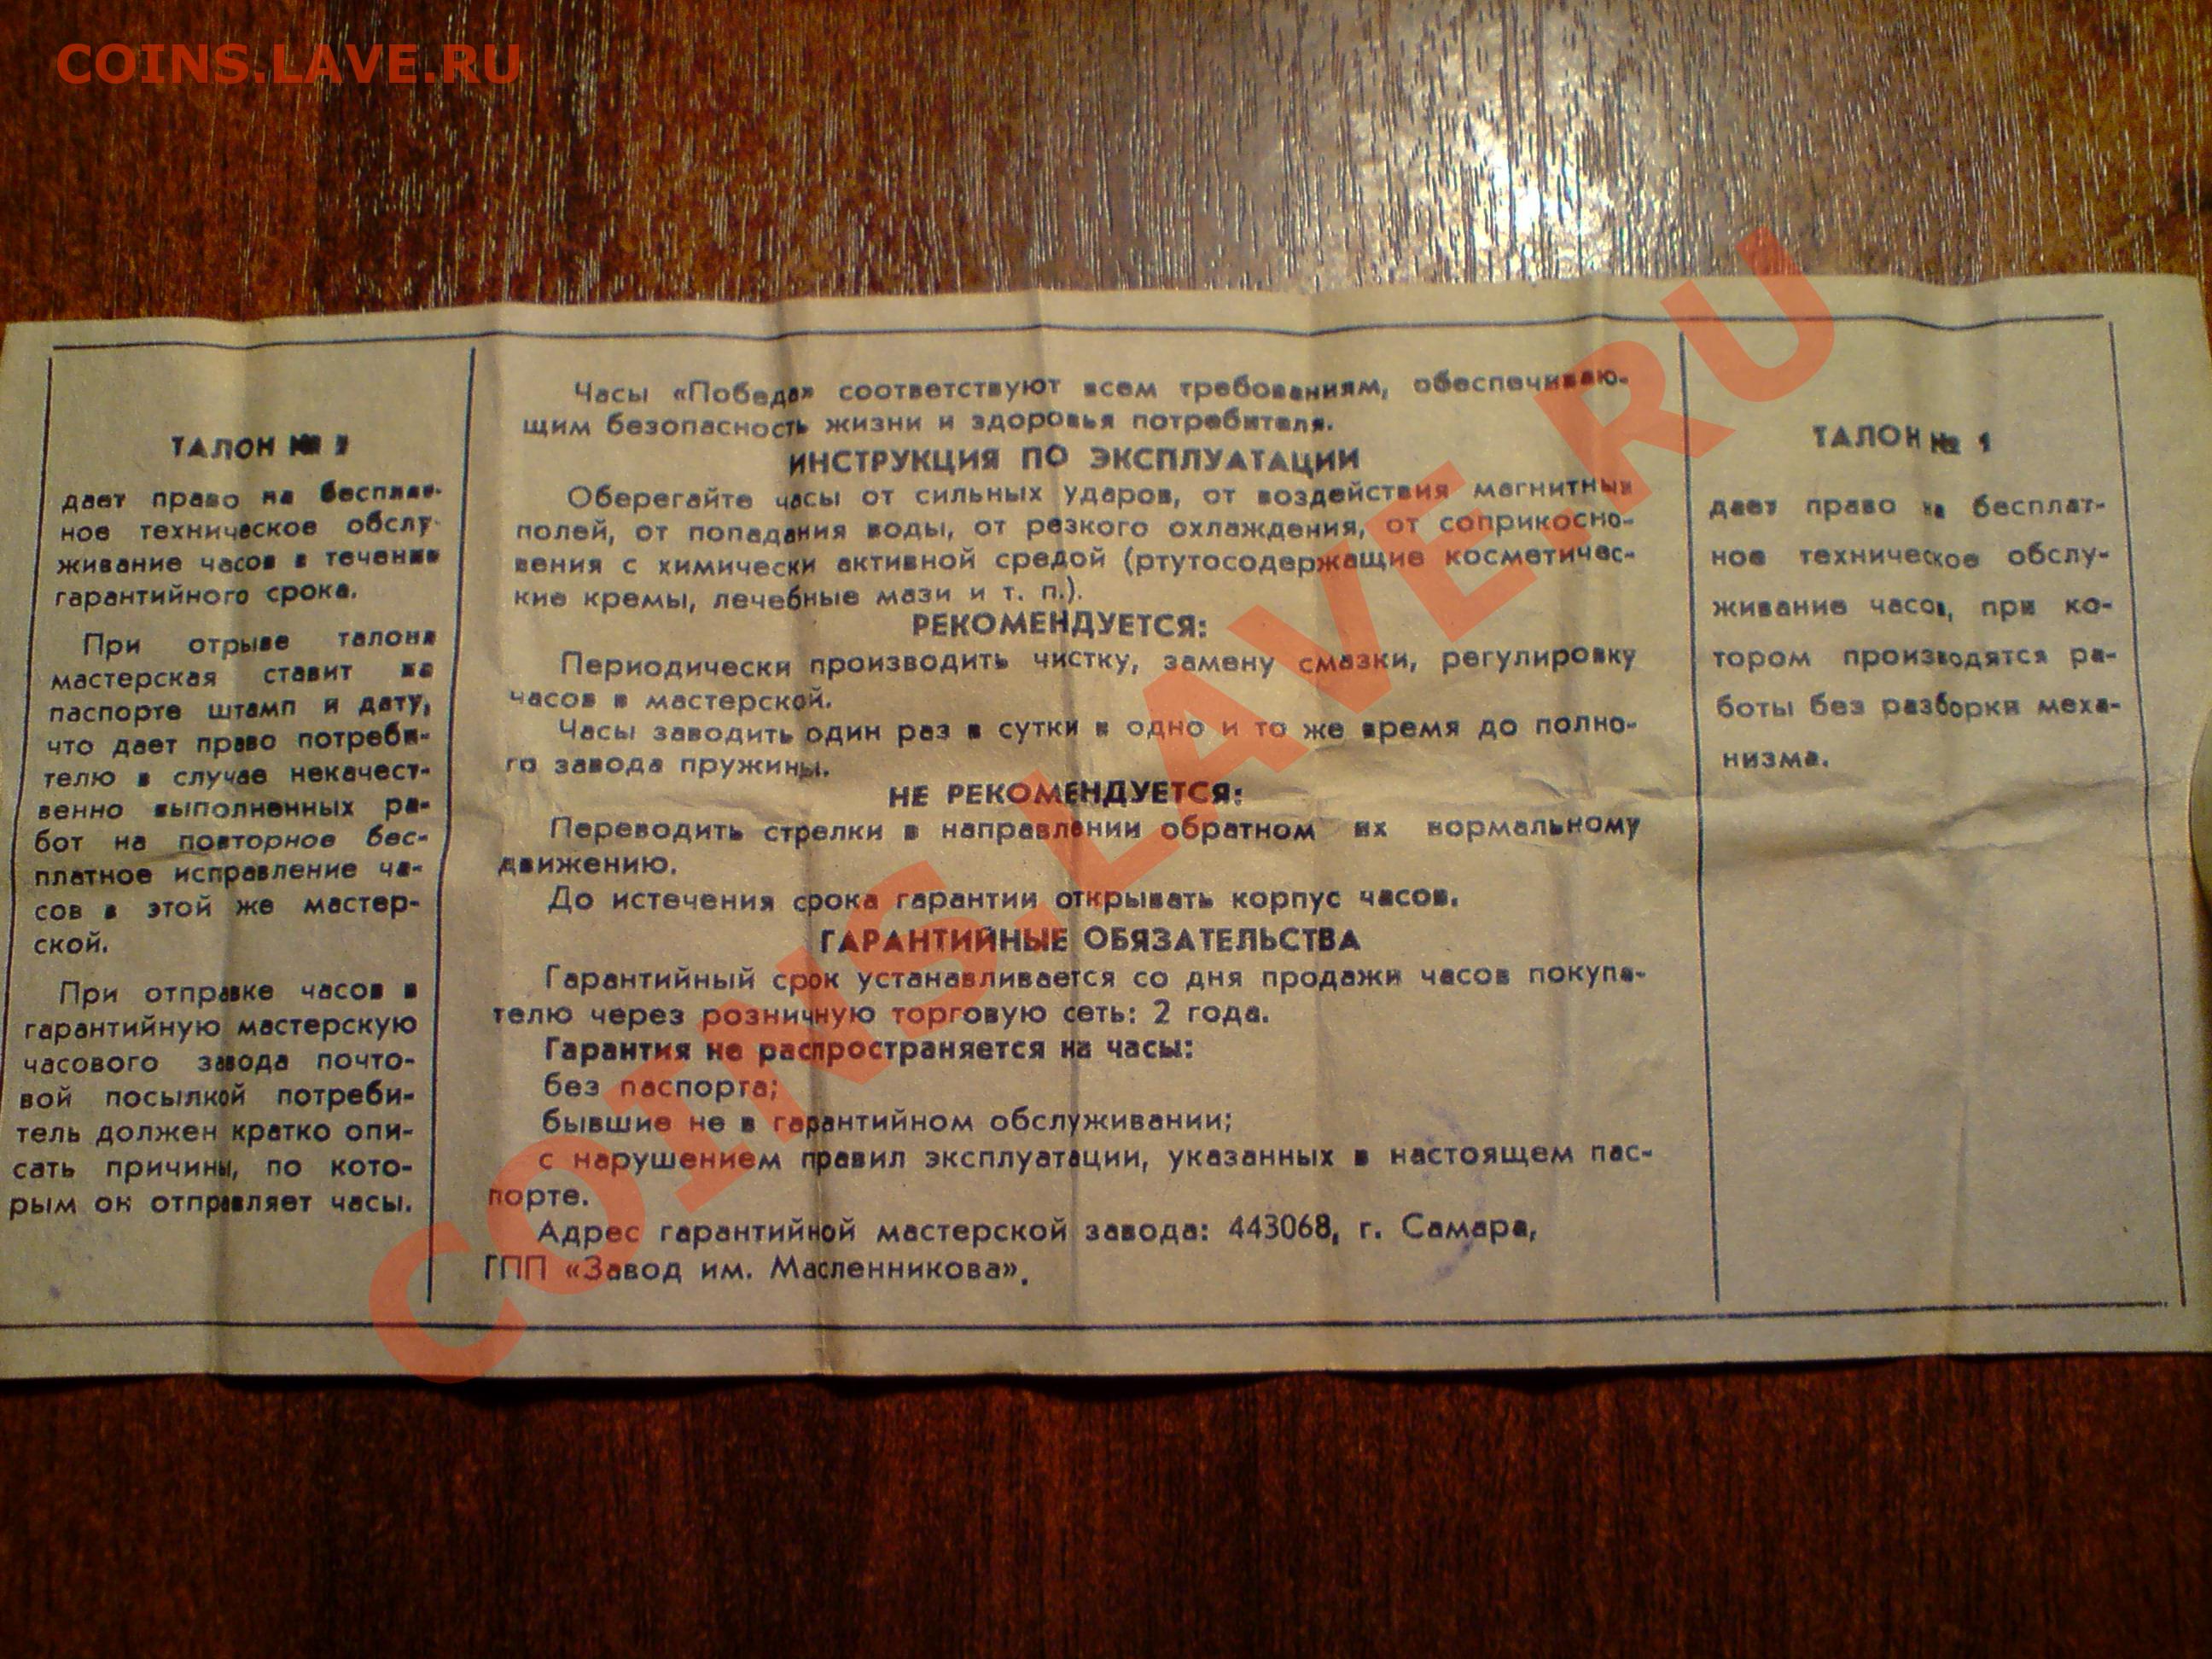 COINS.LAVE.RU
ТАЛОН №
дает право на бесплат-
ное техническое обслу-
живание часов в течение
гарантийного срока.
При отрыве талона
мастерская ставит на
паспорте штамп и дату,
что дает право потреби-
телю в случае некачест-
венно выполненных ра-
бот на повторное бес-
платное исправление ча-
сов в этой же мастер-
ской.
При отправке часов в
гарантийную мастерскую
часового завода почто-
вой посылкой потреби-
тель должен кратко опи-
сать причины, по кото-
рым он отправляет часы.
Часы «Победа» соответствуют всем требованиям, обеспечиваю-
щим безопасность жизни и здоровья потребителя.
ИНСТРУКЦИЯ ПО ЭКСПЛУАТАЦИИ
Оберегайте часы от сильных ударов, от воздействия магнитных
полей, от попадания воды, от резкого охлаждения, от соприкосно-
вения с химически активной средой (ртутосодержащие косметичес-
кие кремы, лечебные мази и т. п.).
РЕКОМЕНДУЕТСЯ:
Периодически производить чистку, замену смазки, регулировку
часов в мастерской.
Часы заводить один раз в сутки в одно и то же время до полно-
го завода пружины.
НЕ РЕКОМЕНДУЕТСЯ:
Переводить стрелки в направлении обратном их нормальному
движению.
До истечения срока гарантии открывать корпус часов.
ГАРАНТИЙНЫЕ ОБЯЗАТЕЛЬСТВА
Гарантийный срок устанавливается со дня продажи часов покупа-
телю через розничную торговую сеть: 2 года.
Гарантия не распространяется на часы:
без паспорта;
бывшие не в гарантийном обслуживании;
с нарушением правил эксплуатации, указанных в настоящем пас-
порте.
Адрес гарантийной мастерской завода: 443068, г. Самара,
ГПП «Завод им. Масленникова».
ТАЛОН № 1
дает право на бесплат-
ное техническое обслу-
живание часов, при ко-
тором производятся ра-
боты без разборки меха-
низма.
COINS.LAVE.RU